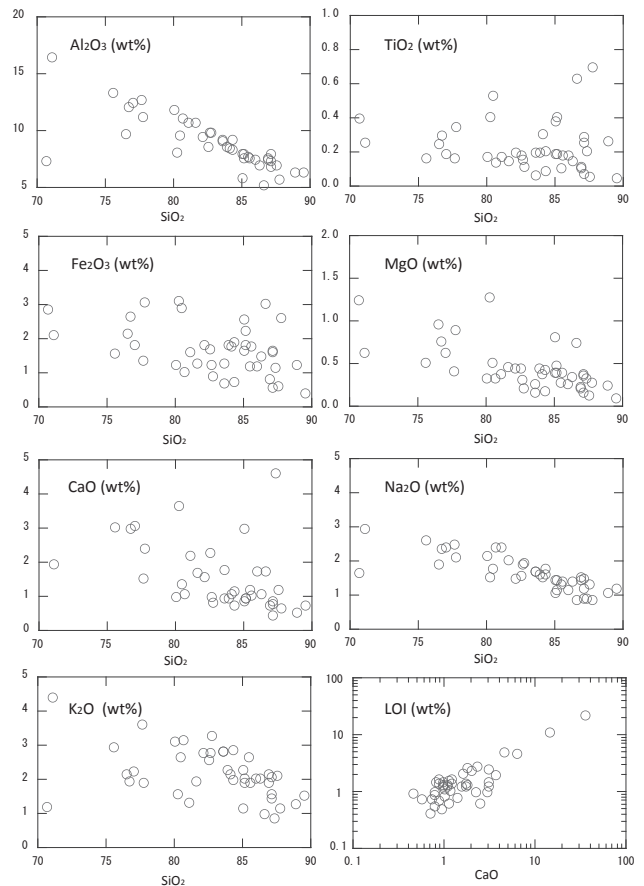 20
Al2O3 (wt%)
15
10
5
70 75 80 85 90
SiO2
1.0
TiO2 (wt%)
0.8
0.6
0.4
0.2
0.0
70 75 80 85 90
SiO2
5
Fe2O3 (wt%)
4
3
2
1
0
70 75 80 85 90
SiO2
2.0
MgO (wt%)
1.5
1.0
0.5
0.0
70 75 80 85 90
SiO2
5
CaO (wt%)
4
3
2
1
0
70 75 80 85 90
SiO2
5
Na2O (wt%)
4
3
2
1
0
70 75 80 85 90
SiO2
5
K2O (wt%)
4
3
2
1
0
70 75 80 85 90
SiO2
100
LOI (wt%)
10
1
0.1
0.1 1 10 100
CaO